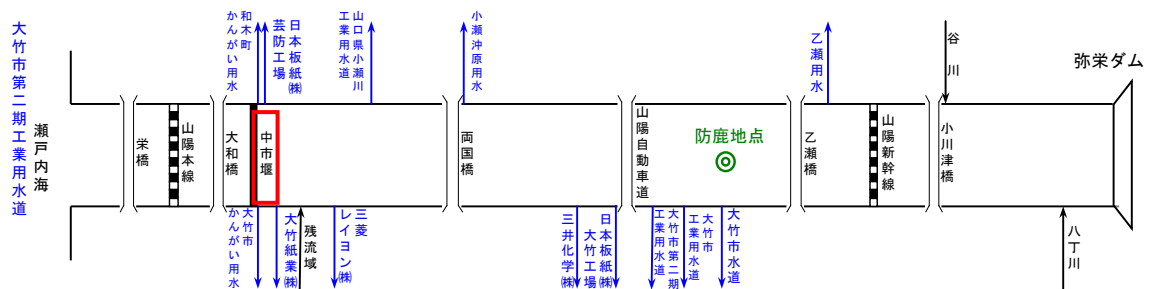 大竹市第二期工業用水道
瀬戸内海
栄橋
山陽本線
大和橋
中市堰
両国橋
山陽自動車道
防鹿地点
乙瀬橋
山陽新幹線
小川津橋
弥栄ダム
和木町
かんがい用水
日本板紙㈱
芸防工場
山口県小瀬川
工業用水道
小瀬沖原用水
乙瀬用水
谷川
大竹市
かんがい用水
大竹紙業㈱
残流域
三菱
レイヨン㈱
三井化学㈱
日本板紙㈱
大竹工場
大竹市第二期
工業用水道
大竹市
工業用水道
大竹市水道
八丁川